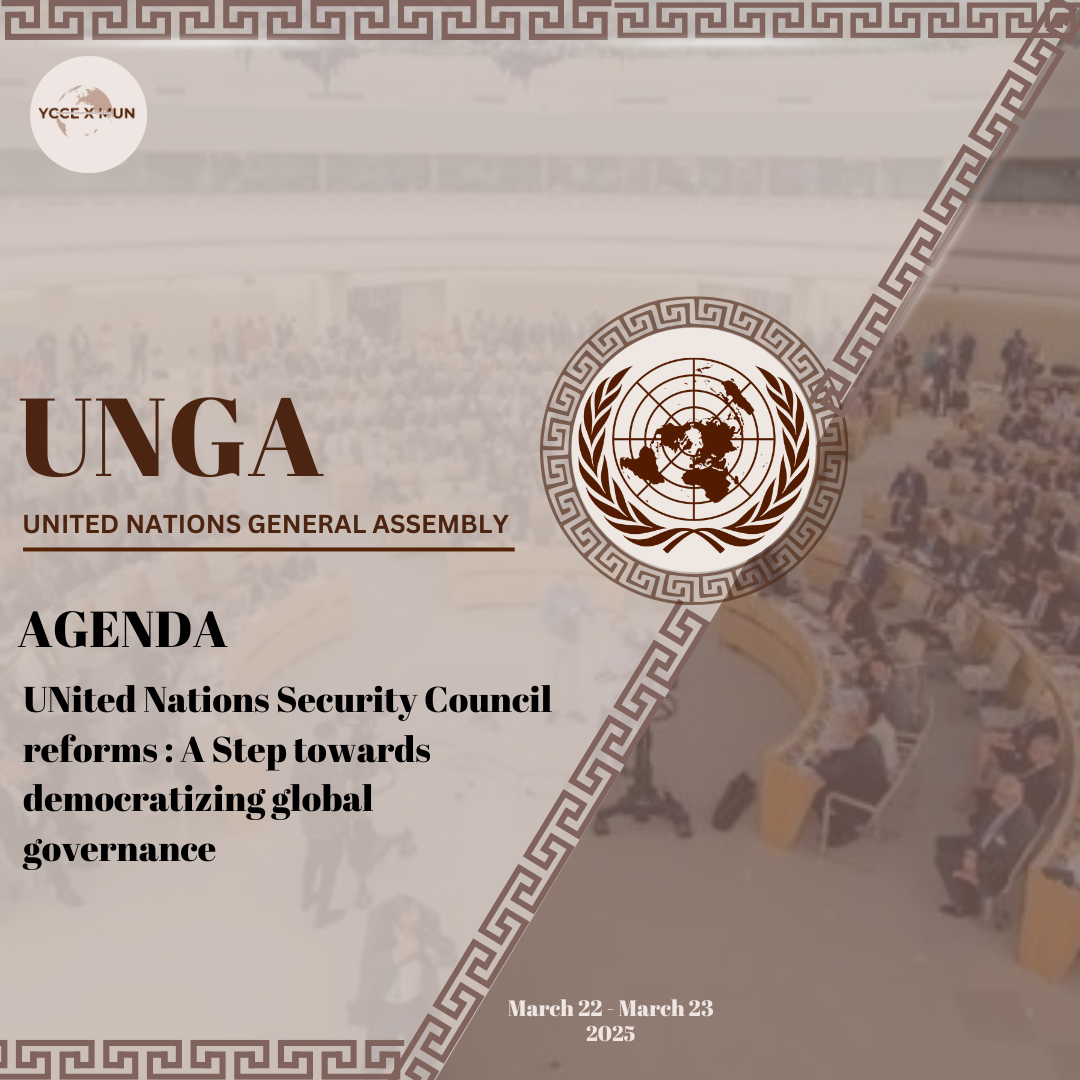 YCCE X MUN
UNGA
UNITED NATIONS GENERAL ASSEMBLY
AGENDA
UNited Nations Security Council
reforms : A Step towards
democratizing global
governance
March 22 - March 23
2025